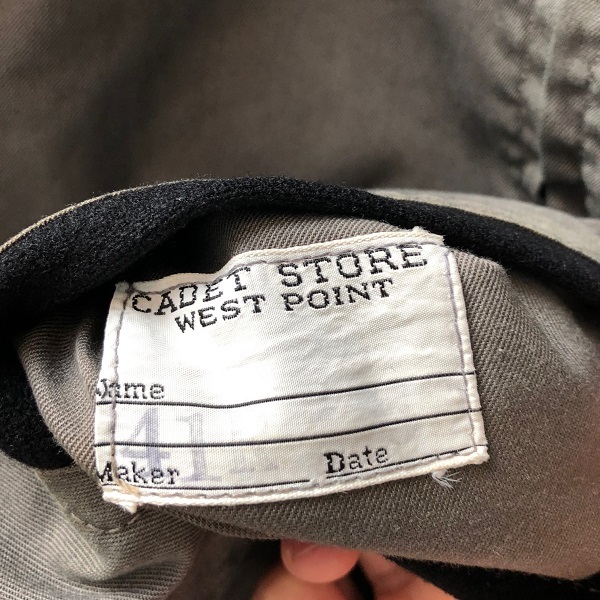 CADET STORE
WEST POINT
Name
41
Maker Date